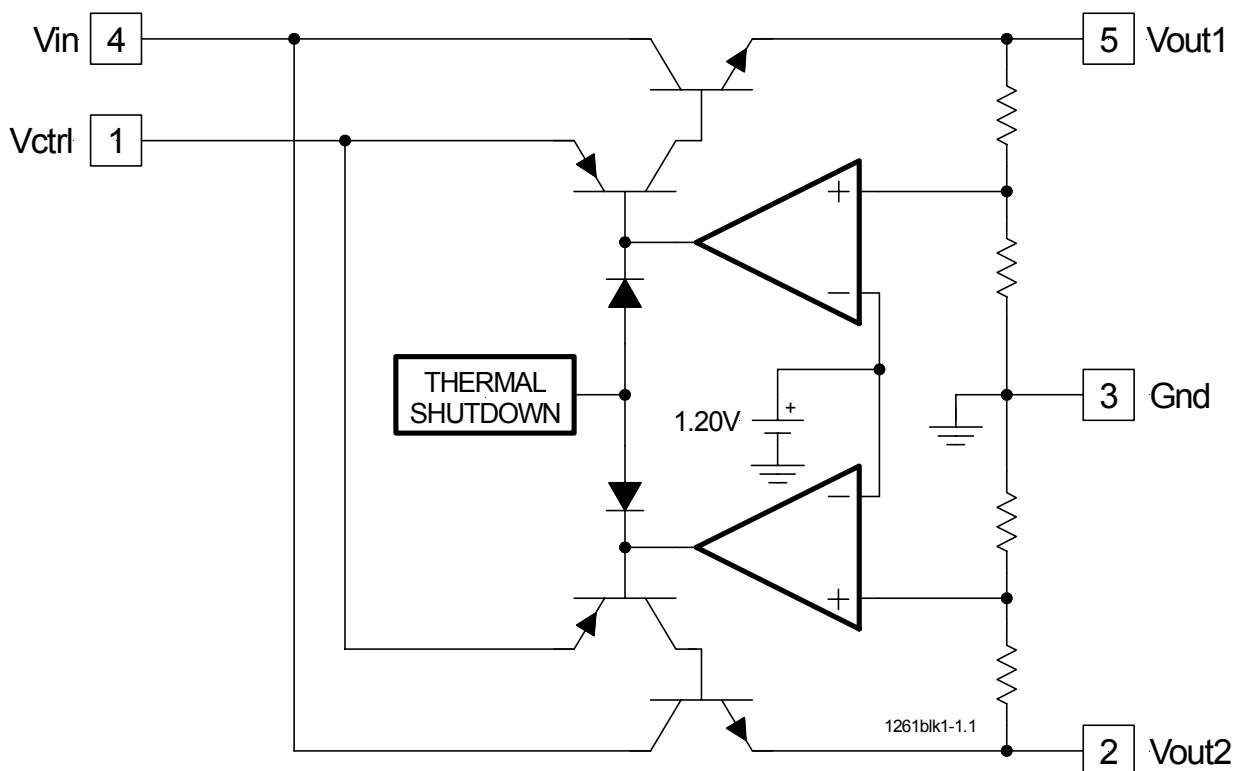 Vin 4
5 Vout1
Vctrl 1
+
−
THERMAL
SHUTDOWN
1.20V
+
3 Gnd
−
+
1261blk1-1.1
2 Vout2